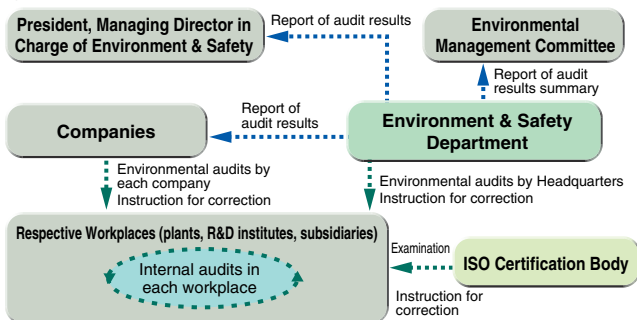 President, Managing Director in
Charge of Environment & Safety
Report of audit results
Environmental
Management Committee
Report of audit
results summary
Companies
Report of
audit results
Environment & Safety
Department
Environmental audits by
each company
Instruction for correction
Environmental audits by Headquarters
Instruction for correction
Respective Workplaces (plants, R&D institutes, subsidiaries)
Internal audits in
each workplace
Examination
ISO Certification Body
Instruction for
correction